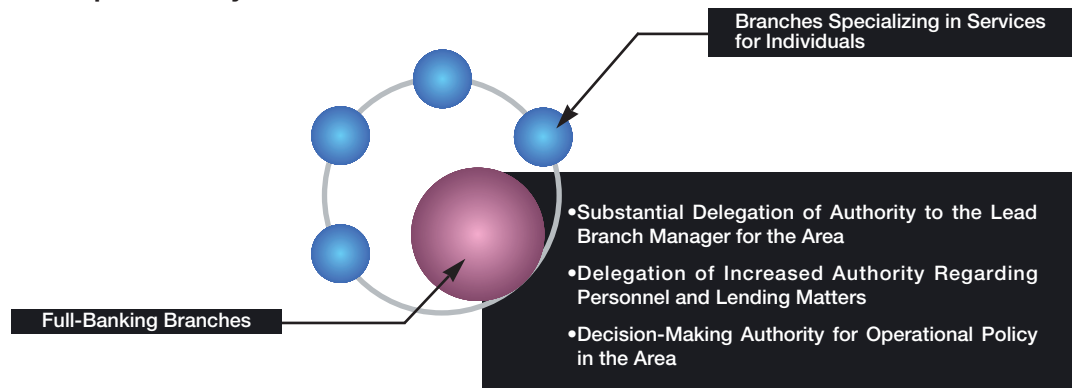 Branches Specializing in Services
for Individuals
•Substantial Delegation of Authority to the Lead
Branch Manager for the Area
•Delegation of Increased Authority Regarding
Personnel and Lending Matters
•Decision-Making Authority for Operational Policy
in the Area
Full-Banking Branches